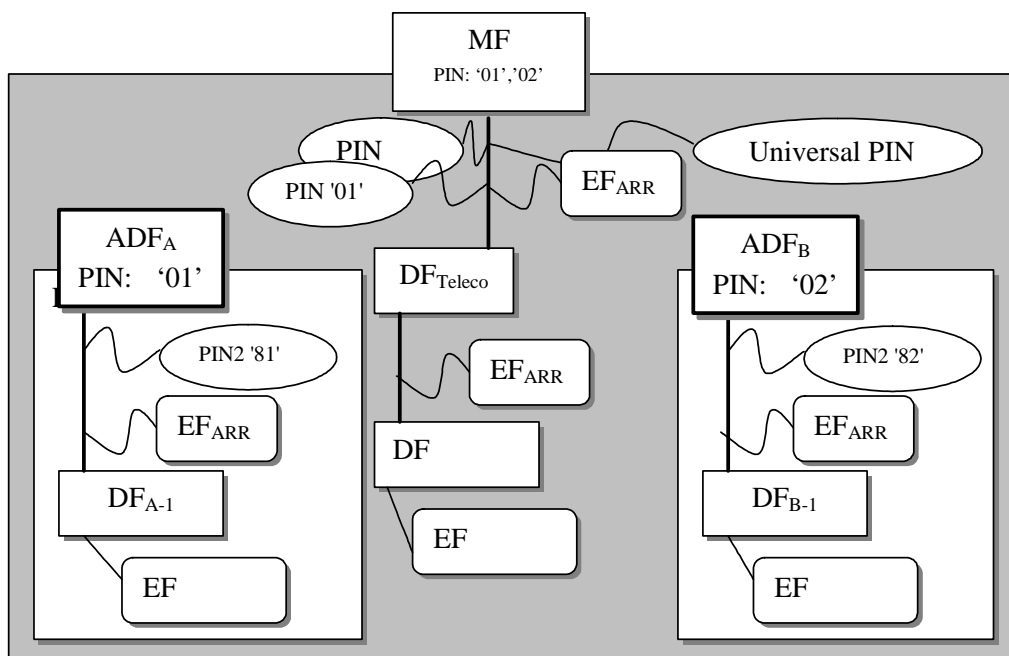 MF
PIN: ‘01’,’02’
PIN
Universal PIN
PIN '01'
EFARR
ADFA
PIN: ‘01’
DFTeleco
ADFB
PIN: ‘02’
PIN2 '81'
EFARR
PIN2 '82'
EFARR
EFARR
DF
DFA-1
DFB-1
EF
EF
EF